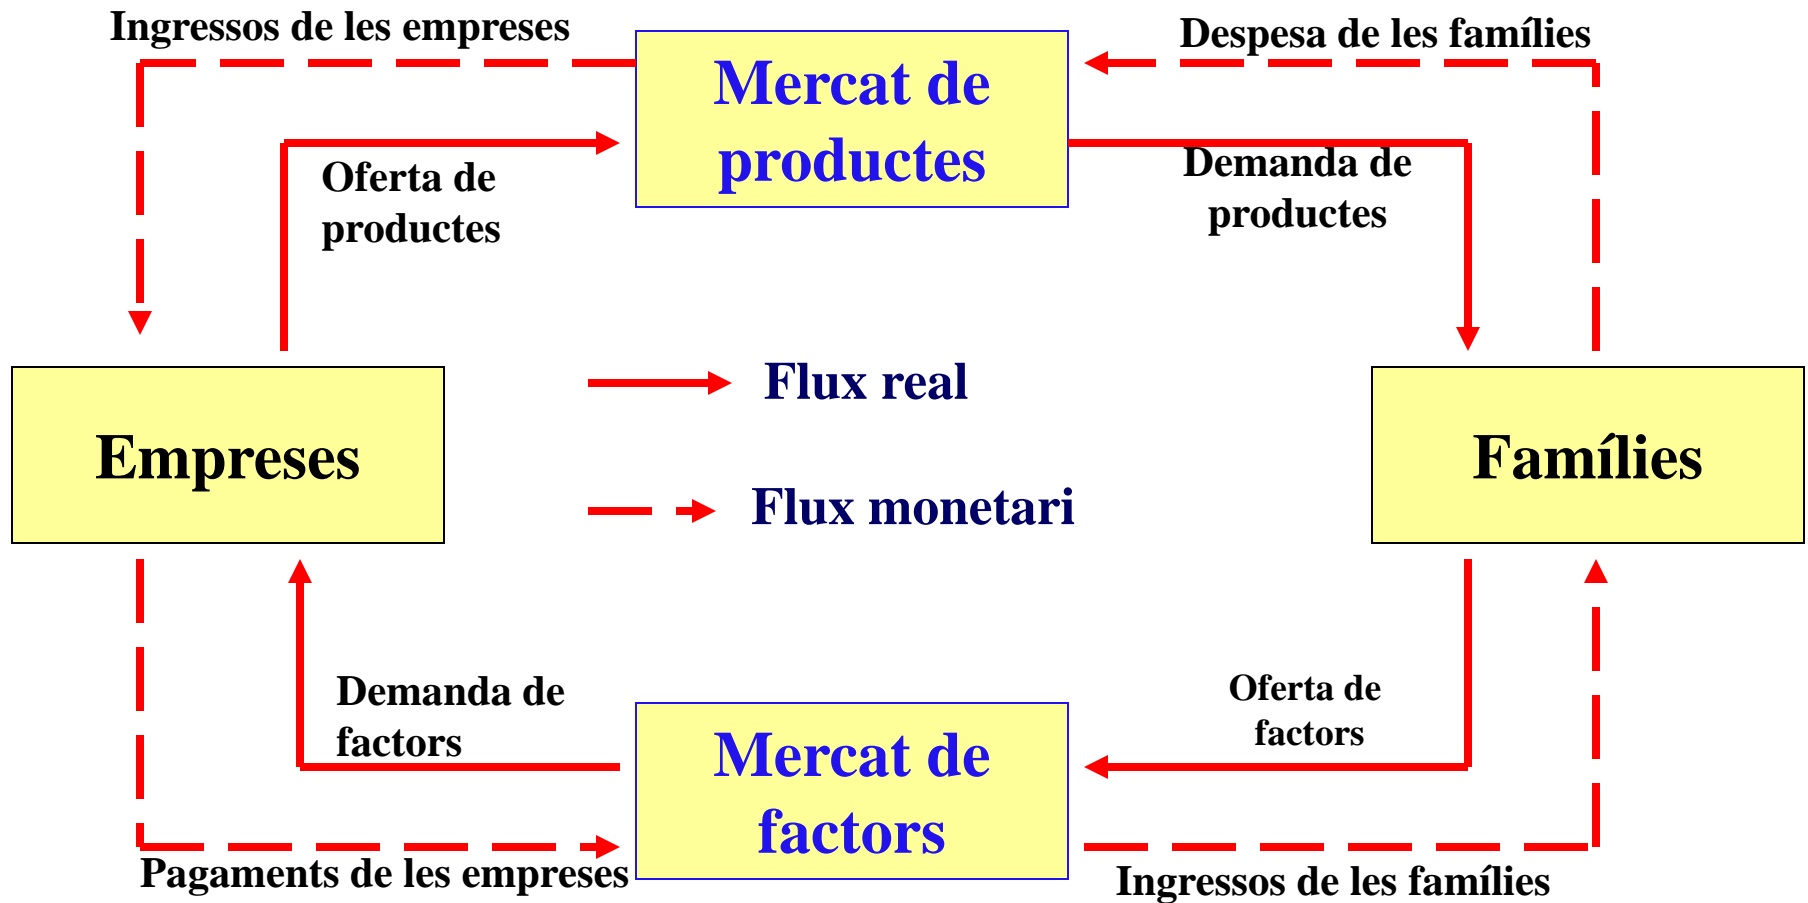 Ingressos de les empreses
Despesa de les famílies
Mercat de
productes
Oferta de
productes
Demanda de
productes
Flux real
Empreses
Famílies
Flux monetari
Demanda de
factors
Oferta de
factors
Mercat de
factors
Pagaments de les empreses
Ingressos de les famílies